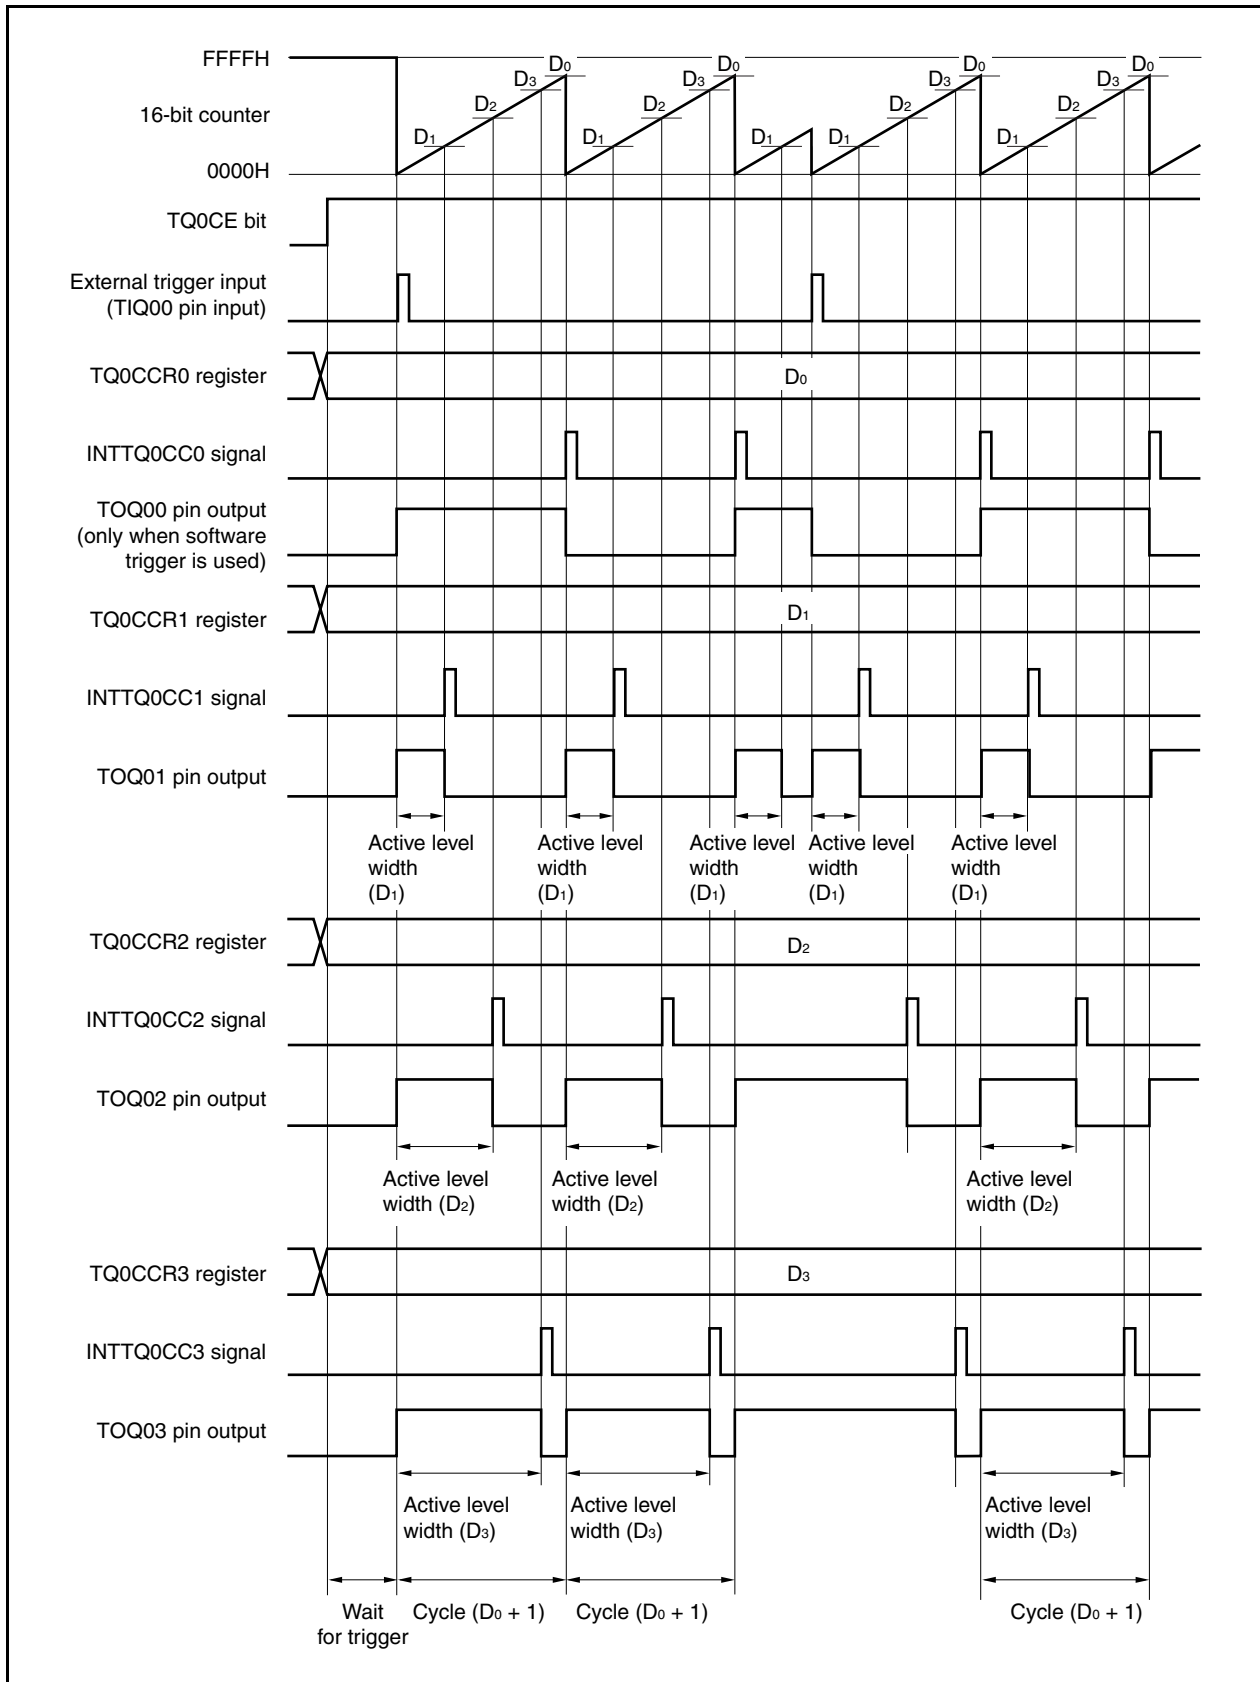 FFFFH
D0 D0 D0 D0
D3 D3 D3 D3
D2 D2 D2 D2
16-bit counter
D1 D1 D1 D1 D1
0000H
TQ0CE bit
External trigger input
(TIQ00 pin input)
TQ0CCR0 register
D0
INTTQ0CC0 signal
TOQ00 pin output
(only when software
trigger is used)
TQ0CCR1 register
D1
INTTQ0CC1 signal
TOQ01 pin output
Active level
width
(D1)
Active level
width
(D1)
Active level
width
(D1)
Active level
width
(D1)
Active level
width
(D1)
TQ0CCR2 register
D2
INTTQ0CC2 signal
TOQ02 pin output
Active level
width (D2)
Active level
width (D2)
Active level
width (D2)
TQ0CCR3 register
D3
INTTQ0CC3 signal
TOQ03 pin output
Active level
width (D3)
Active level
width (D3)
Active level
width (D3)
Wait
for trigger
Cycle (D0 + 1)
Cycle (D0 + 1)
Cycle (D0 + 1)